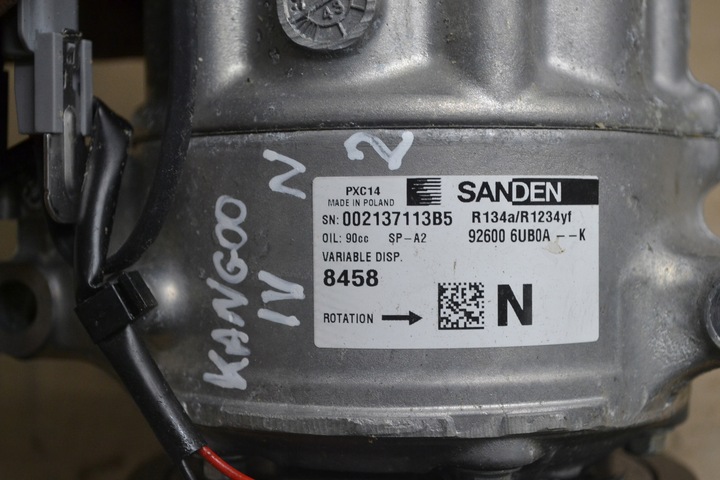 KANGOO
IV
N
2
PXC14
MADE IN POLAND
SANDEN
SN: 002137113B5 R134a/R1234yf
OIL: 90cc SP-A2 92600 6UB0A --K
VARIABLE DISP.
8458
ROTATION
N